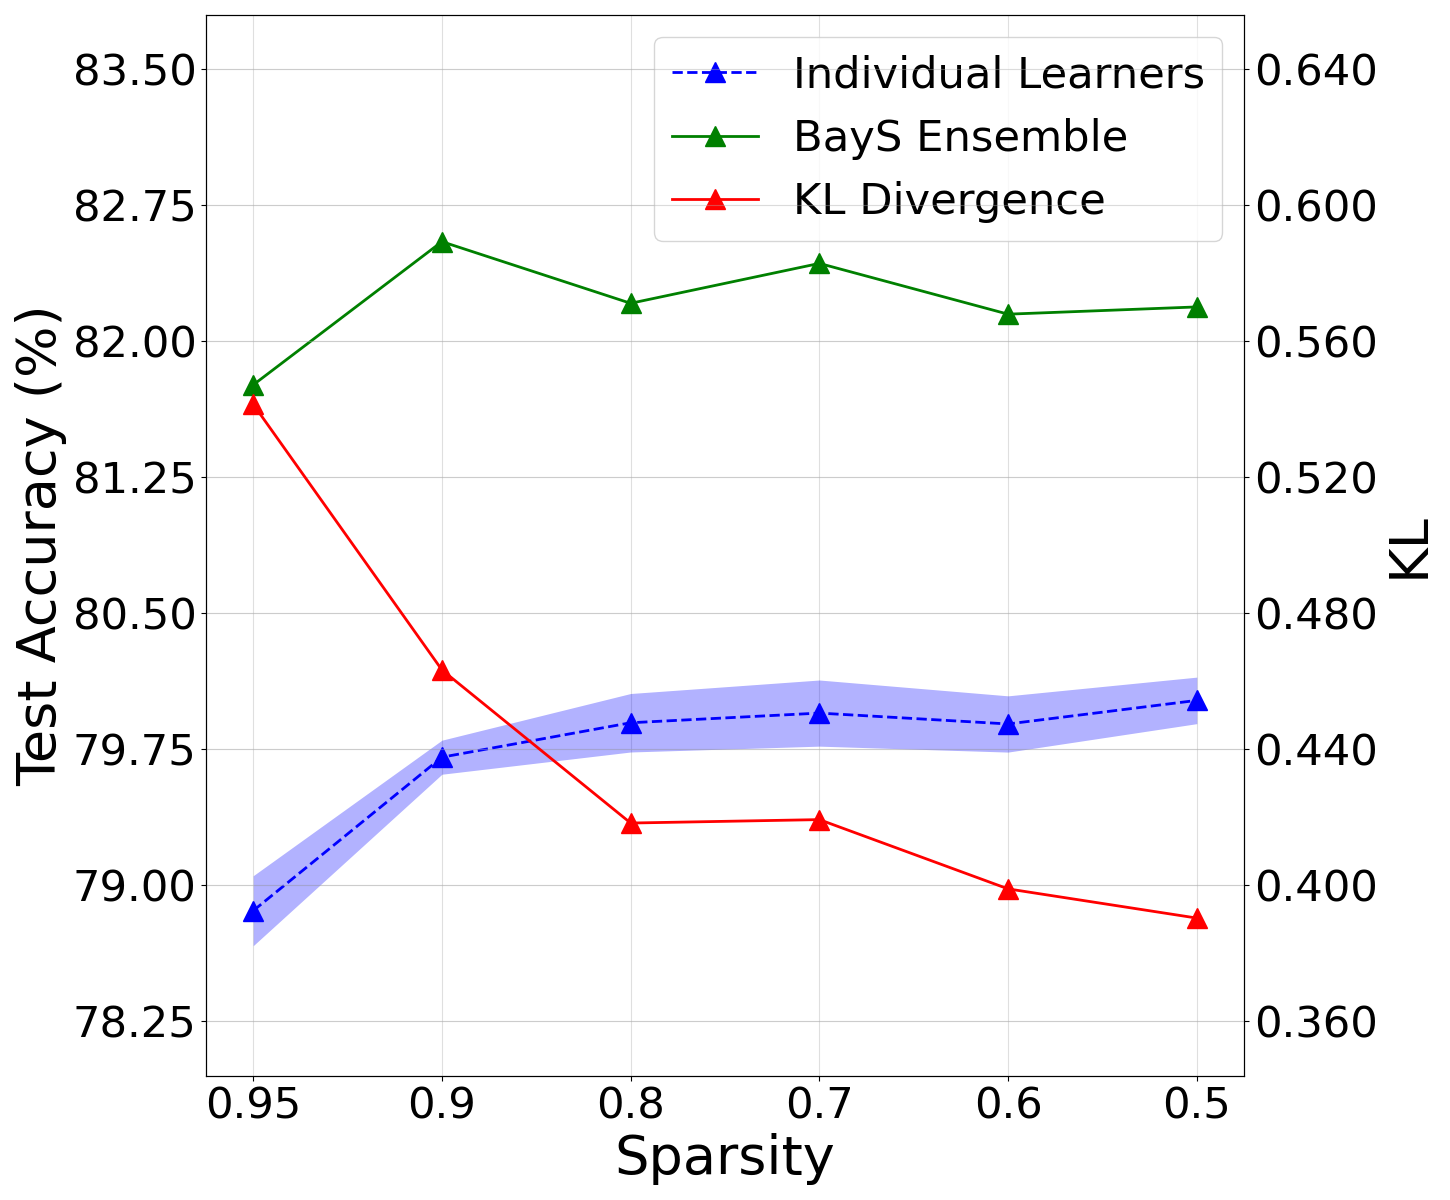 Individual Learners
BayS Ensemble
KL Divergence
Test Accuracy (%)
83.50
82.75
82.00
81.25
80.50
79.75
79.00
78.25
0.640
0.600
0.560
0.520
0.480
0.440
0.400
0.360
KL
0.95 0.9 0.8 0.7 0.6 0.5
Sparsity